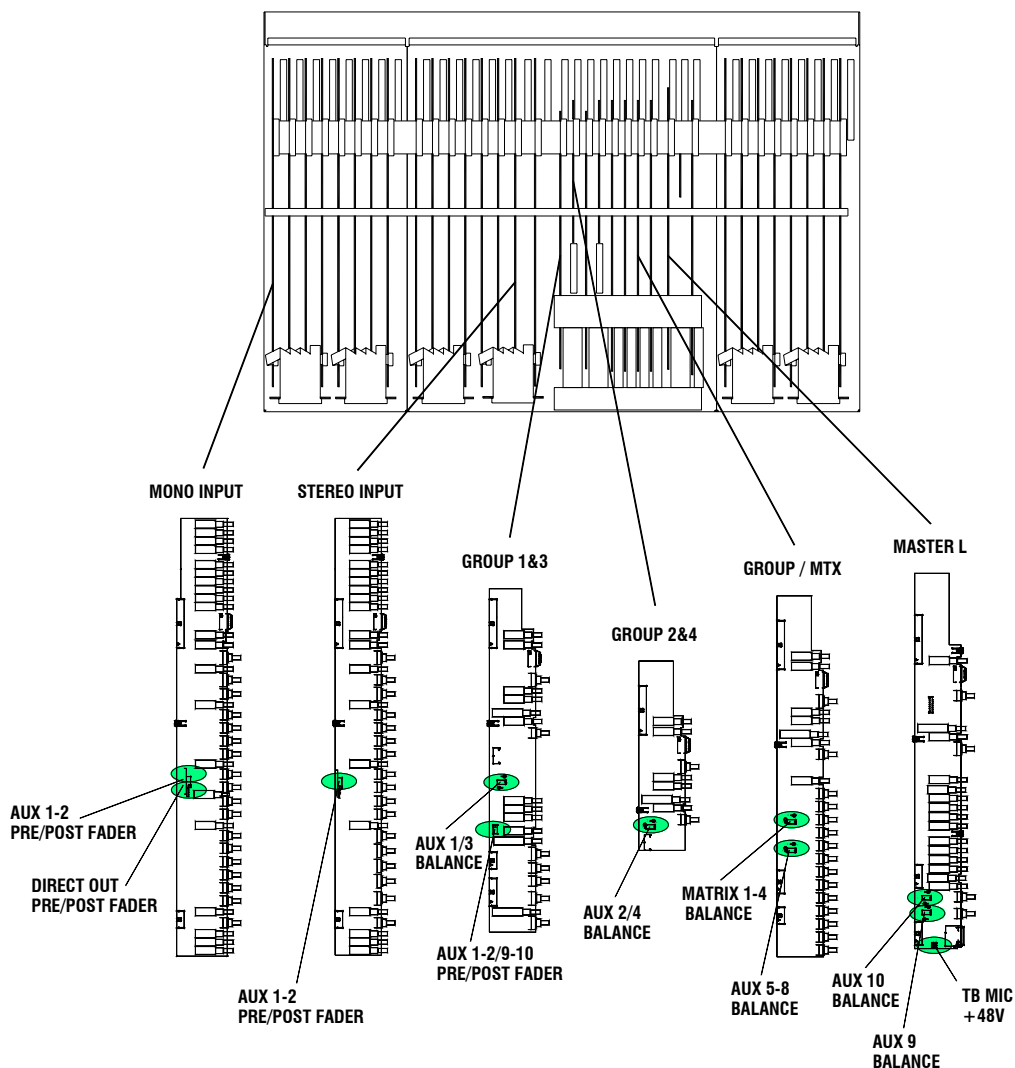 MONO INPUT
STEREO INPUT
GROUP 1&3
GROUP 2&4
GROUP / MTX
MASTER L
AUX 1-2
PRE/POST FADER
DIRECT OUT
PRE/POST FADER
AUX 1-2
PRE/POST FADER
AUX 1/3
BALANCE
AUX 1-2/9-10
PRE/POST FADER
AUX 2/4
BALANCE
MATRIX 1-4
BALANCE
AUX 5-8
BALANCE
AUX 10
BALANCE
AUX 9
BALANCE
TB MIC
+48V